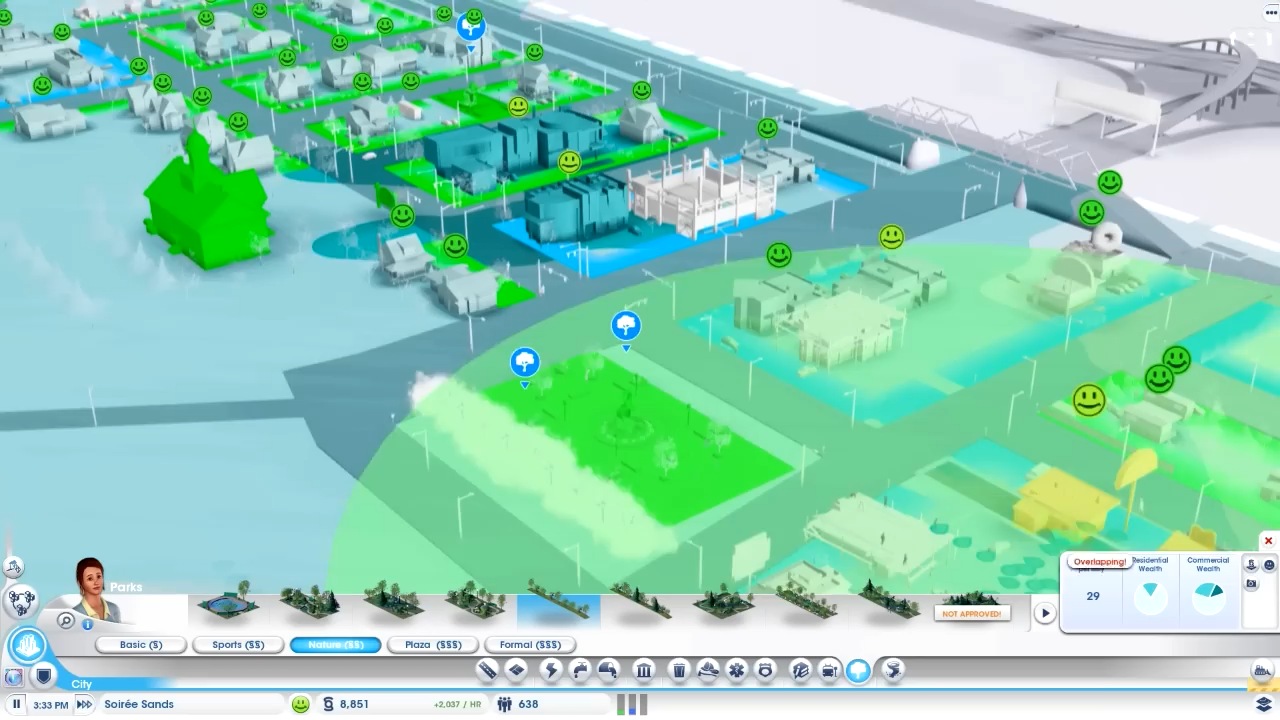 Overlapping!
Residential Wealth
Commercial Wealth
29
Parks
NOT APPROVED!
Basic (§)
Sports (§§)
Nature (§§)
Plaza (§§§)
Formal (§§§)
City
3:33 PM
Soirée Sands
8,851
+2,037 / HR
638